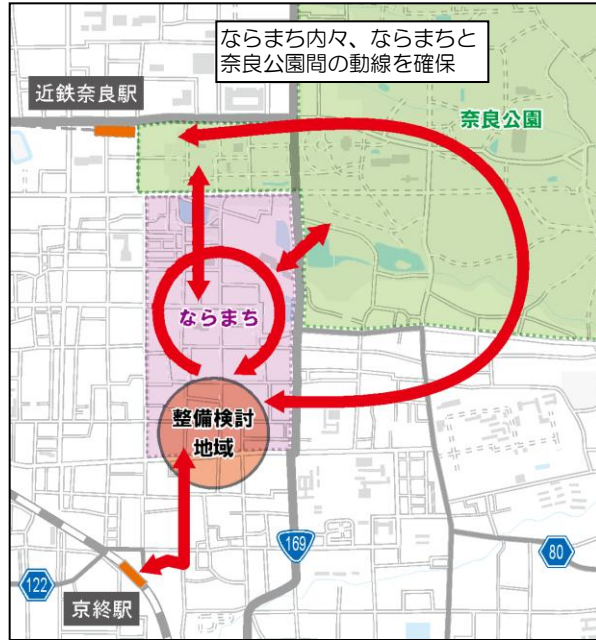 ならまち内々、ならまちと
奈良公園間の動線を確保
近鉄奈良駅
奈良公園
ならまち
整備検討
地域
169
80
122
京終駅